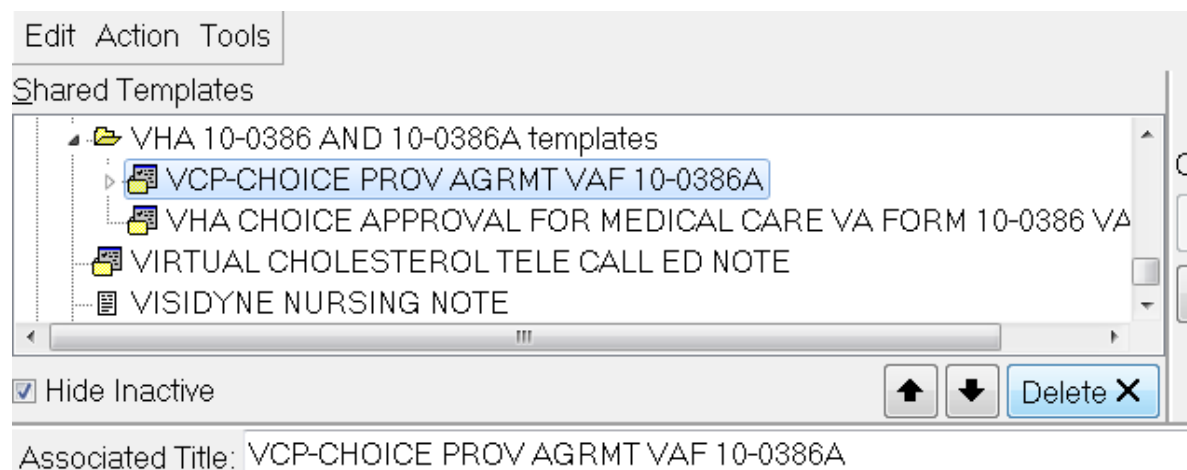 Edit Action Tools
Shared Templates
VHA 10-0386 AND 10-0386A templates
VCP-CHOICE PROV AGRMT VAF 10-0386A
VHA CHOICE APPROVAL FOR MEDICAL CARE VA FORM 10-0386 VA
VIRTUAL CHOLESTEROL TELE CALL ED NOTE
VISIDYNE NURSING NOTE
Hide Inactive
Delete
Associated Title: VCP-CHOICE PROV AGRMT VAF 10-0386A